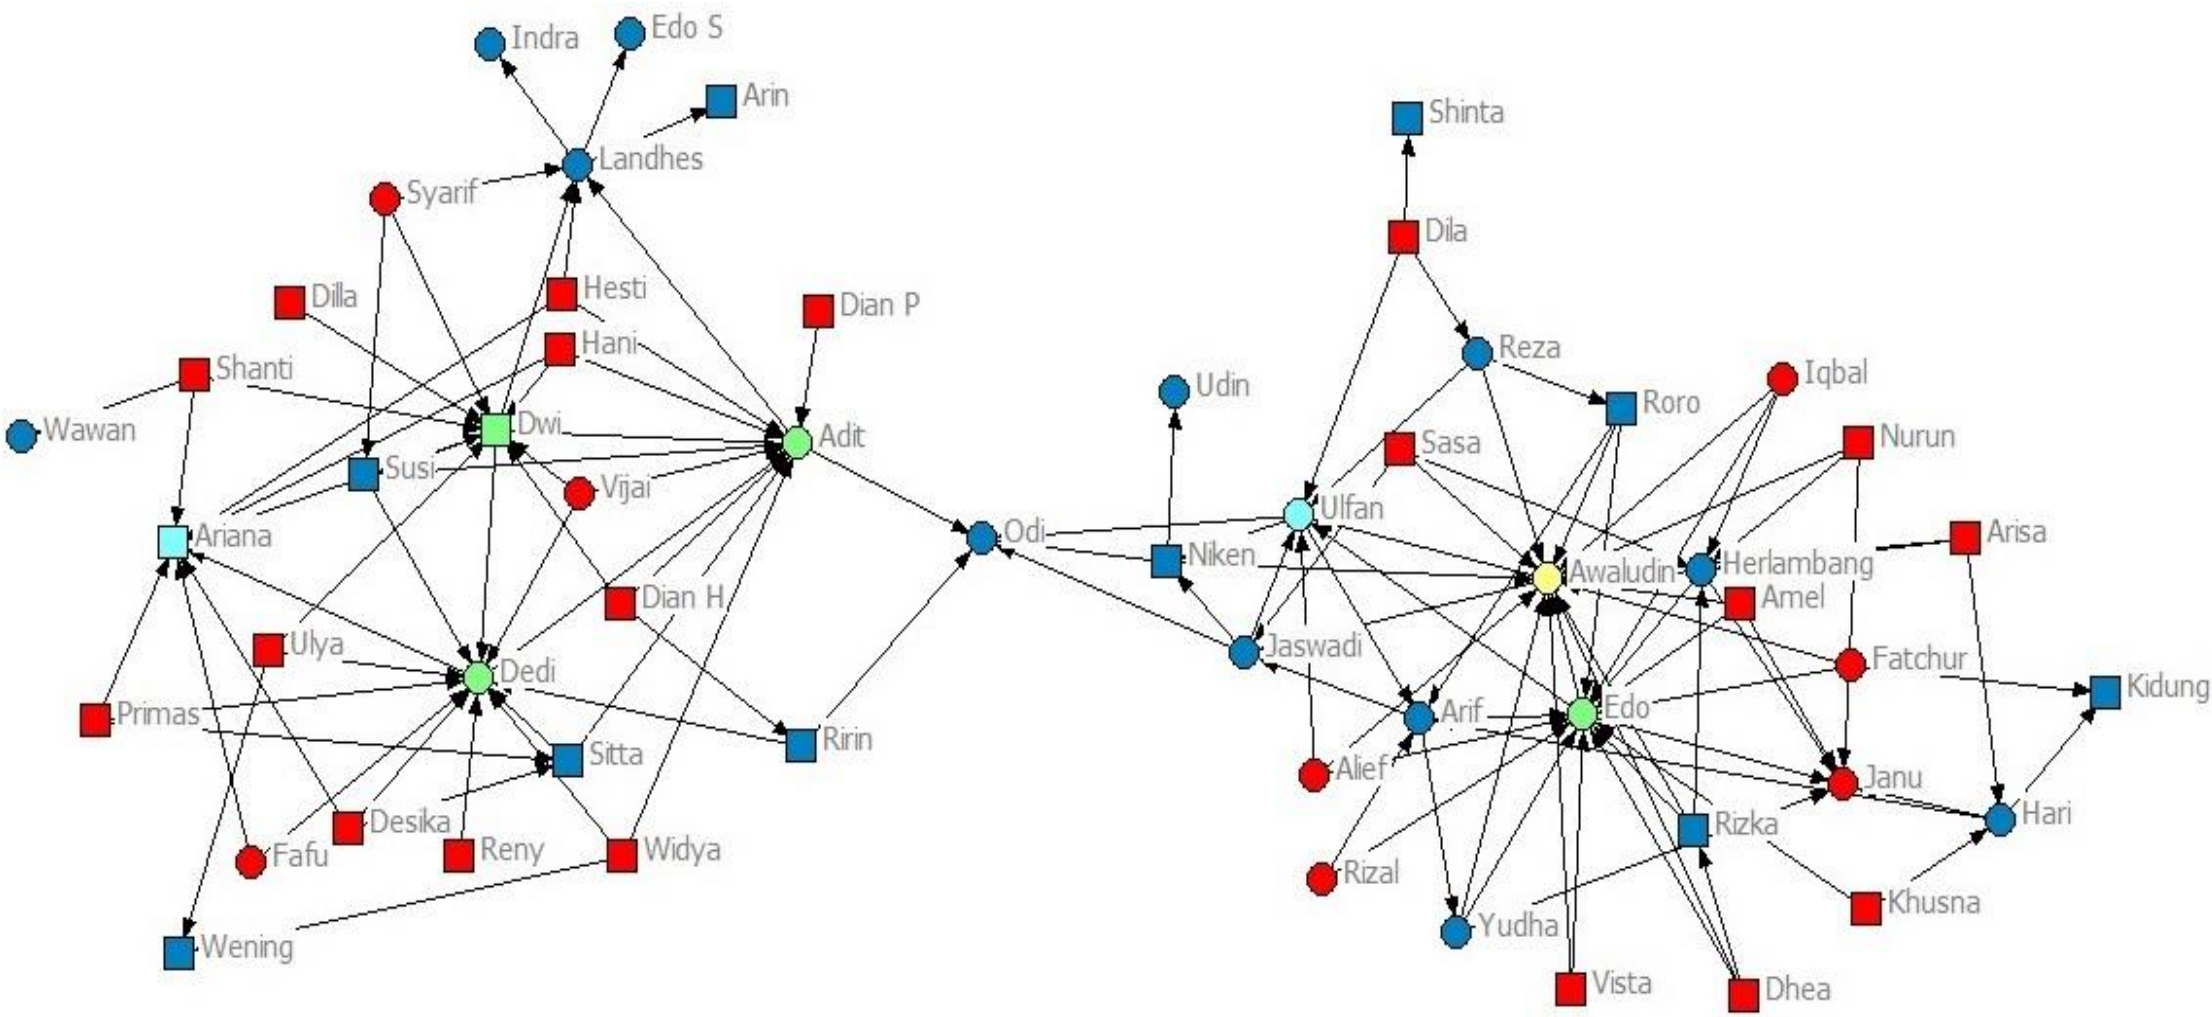 Indra
Edo S
Arin
Shinta
Landhes
Syarif
Dila
Dilla
Hesti
Dian P
Hani
Reza
Shanti
Udin
Iqbal
Roro
Wawan
Dwi
Adit
Sasa
Nurun
Susi
Vijai
Ulfan
Ariana
Odi
Arisa
Niken
Awaludin
Herlambang
Dian H
Amel
Ulya
Jaswadi
Dedi
Fatchur
Primas
Kidung
Arif
Edo
Sitta
Ririn
Alief
Janu
Desika
Hari
Rizka
Fafu
Reny
Widya
Rizal
Khusna
Yudha
Wening
Vista
Dhea